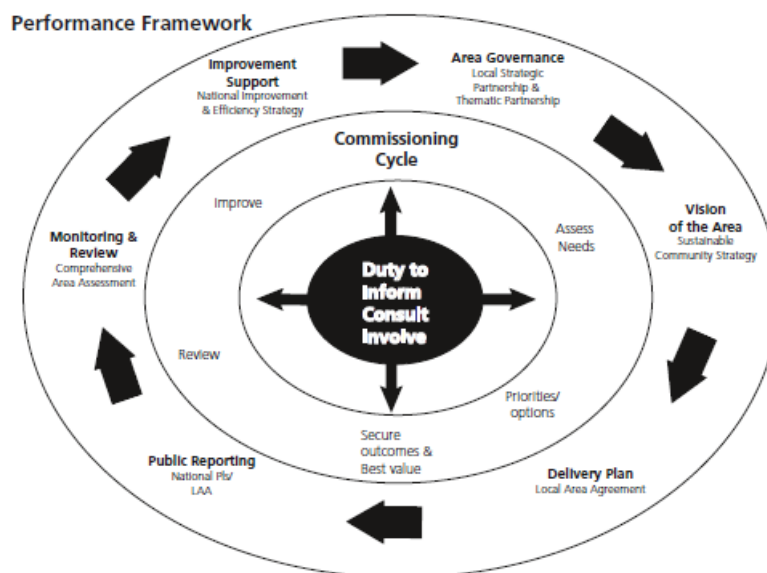 Performance Framework
Improvement
Support
National Improvement
& Efficiency Strategy
Area Governance
Local Strategic
Partnership &
Thematic Partnership
Commissioning
Cycle
Improve
Assess
Needs
Vision
of the Area
Sustainable
Community Strategy
Monitoring &
Review
Comprehensive
Area Assessment
Duty to
Inform
Consult
Involve
Review
Priorities/
options
Secure
outcomes &
Best value
Public Reporting
National PIs/
LAA
Delivery Plan
Local Area Agreement